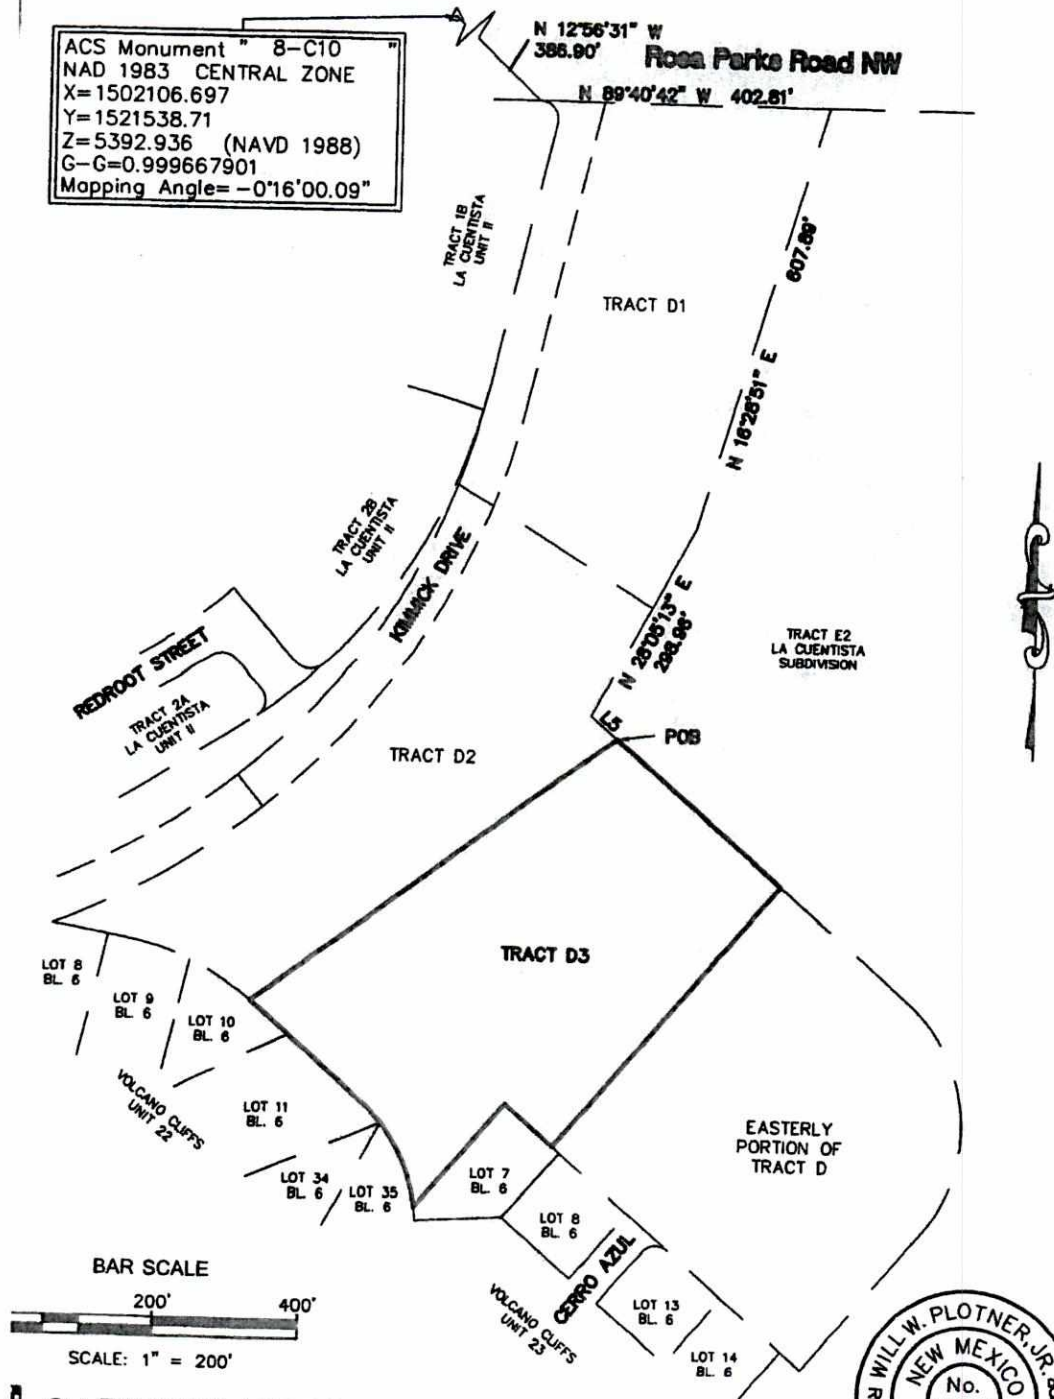 ACS Monument " 8-C10 "
NAD 1983 CENTRAL ZONE
X=1502106.697
Y=1521538.71
Z=5392.936 (NAVD 1988)
G-G=0.999667901
Mapping Angle= -0°16'00.09"
N 12°56'31" W
386.90'
Rosa Parks Road NW
N 89°40'42" W 402.81'
TRACT 1B
LA CUENTISTA
UNIT II
TRACT D1
607.89'
N 16°28'51" E
TRACT 2B
LA CUENTISTA
UNIT II
KIMMICK DRIVE
N 28°05'13" E
298.96'
TRACT E2
LA CUENTISTA
SUBDIVISION
REDROOT STREET
TRACT 2A
LA CUENTISTA
UNIT II
L5
POB
TRACT D2
TRACT D3
LOT 8
BL. 6
LOT 9
BL. 6
LOT 10
BL. 6
VOLCANO CLIFFS
UNIT 22
LOT 11
BL. 6
LOT 34
BL. 6
LOT 35
BL. 6
LOT 7
BL. 6
LOT 8
BL. 6
EASTERLY
PORTION OF
TRACT D
CERRO AZUL
VOLCANO CLIFFS
UNIT 23
LOT 13
BL. 6
LOT 14
BL. 6
BAR SCALE
200' 400'
SCALE: 1" = 200'
WILL W. PLOTNER, JR.
NEW MEXICO
No.